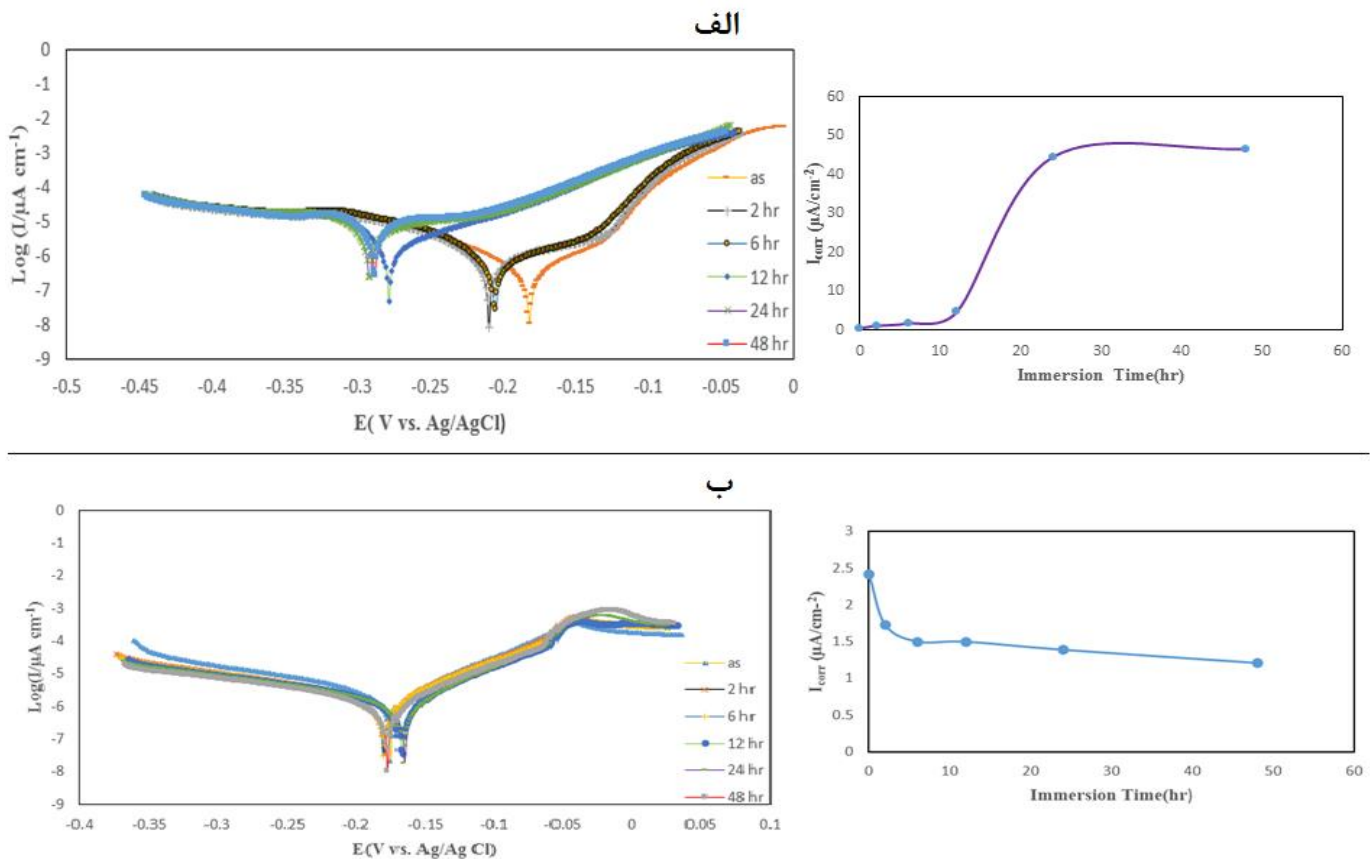 الف
0
-1
-2
-3
-4
-5
-6
-7
-8
-9
Log (I/µA cm⁻¹)
-0.5 -0.45 -0.4 -0.35 -0.3 -0.25 -0.2 -0.15 -0.1 -0.05 0
E( V vs. Ag/AgCl)
as
2 hr
6 hr
12 hr
24 hr
48 hr
60
50
40
30
20
10
0
I_corr (µA/cm⁻²)
0 10 20 30 40 50 60
Immersion Time(hr)
ب
0
-1
-2
-3
-4
-5
-6
-7
-8
-9
Log(I/µA cm⁻¹)
-0.4 -0.35 -0.3 -0.25 -0.2 -0.15 -0.1 -0.05 0 0.05 0.1
E(V vs. Ag/Ag Cl)
as
2 hr
6 hr
12 hr
24 hr
48 hr
3
2.5
2
1.5
1
0.5
0
I_corr (µA/cm-²)
0 10 20 30 40 50 60
Immersion Time(hr)